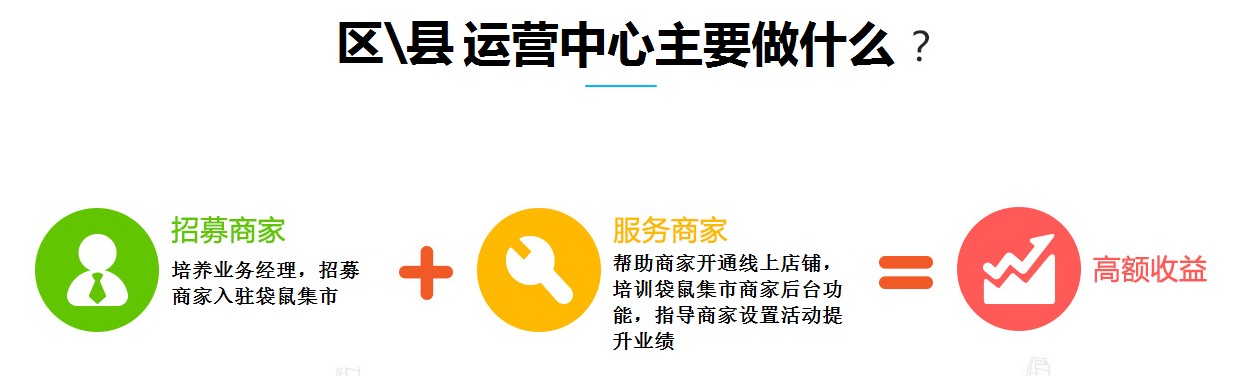 区\县 运营中心主要做什么？
招募商家
培养业务经理，招募
商家入驻袋鼠集市
服务商家
帮助商家开通线上店铺，
培训袋鼠集市商家后台功
能，指导商家设置活动提
升业绩
高额收益